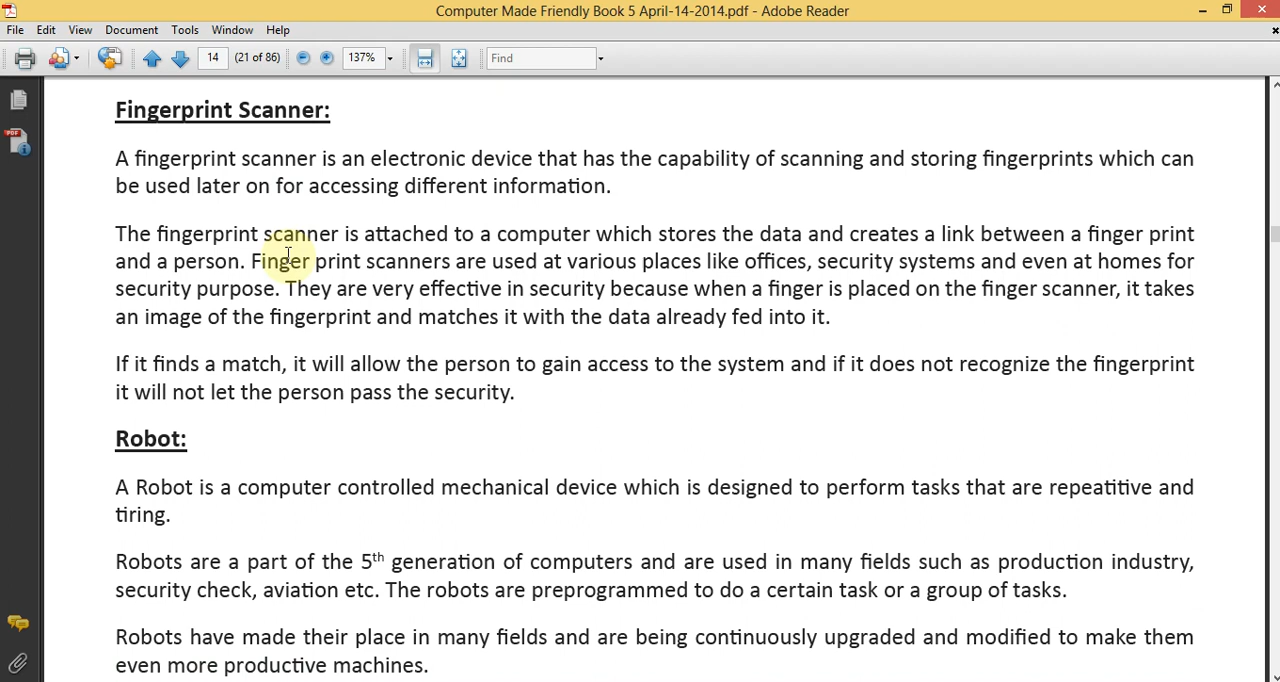 Computer Made Friendly Book 5 April-14-2014.pdf - Adobe Reader
File Edit View Document Tools Window Help
14 (21 of 86) 137% Find
Fingerprint Scanner:
A fingerprint scanner is an electronic device that has the capability of scanning and storing fingerprints which can
be used later on for accessing different information.
The fingerprint scanner is attached to a computer which stores the data and creates a link between a finger print
and a person. Finger print scanners are used at various places like offices, security systems and even at homes for
security purpose. They are very effective in security because when a finger is placed on the finger scanner, it takes
an image of the fingerprint and matches it with the data already fed into it.
If it finds a match, it will allow the person to gain access to the system and if it does not recognize the fingerprint
it will not let the person pass the security.
Robot:
A Robot is a computer controlled mechanical device which is designed to perform tasks that are repeatitive and
tiring.
Robots are a part of the 5th generation of computers and are used in many fields such as production industry,
security check, aviation etc. The robots are preprogrammed to do a certain task or a group of tasks.
Robots have made their place in many fields and are being continuously upgraded and modified to make them
even more productive machines.